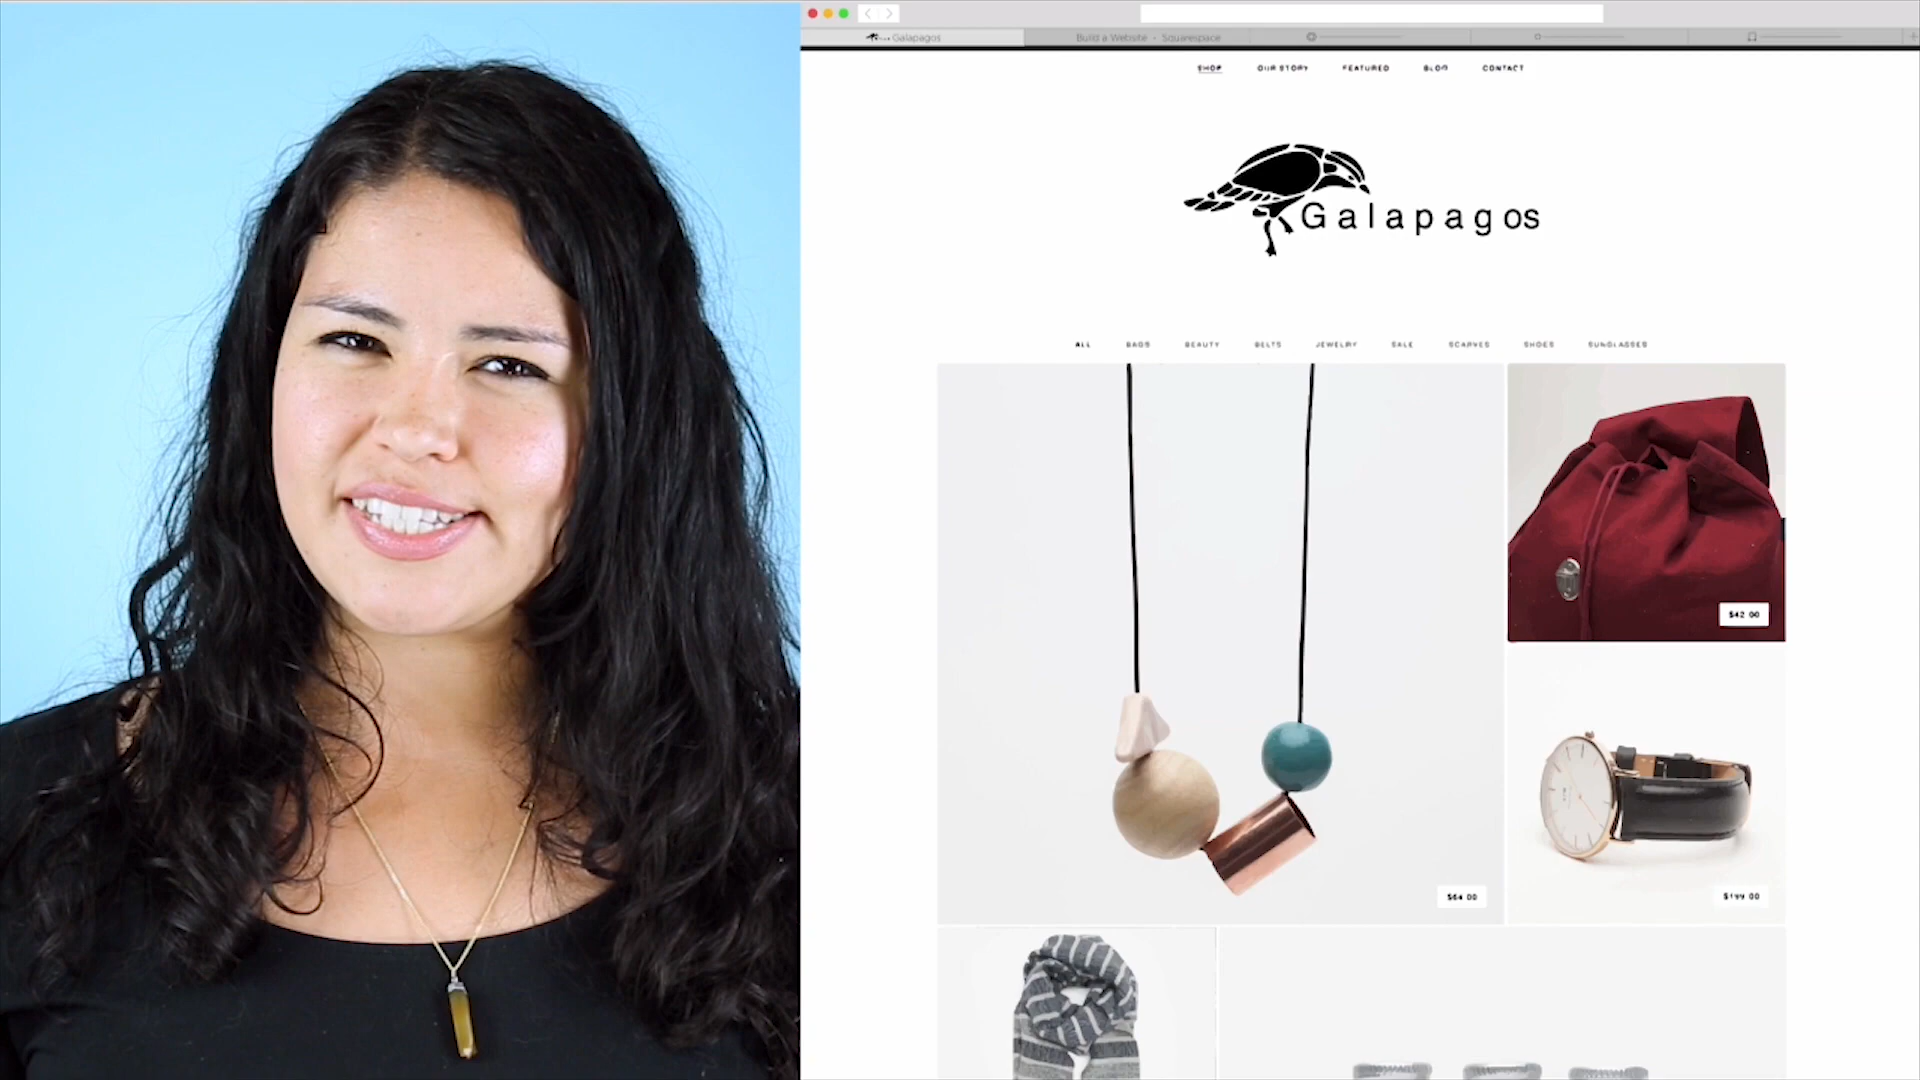 Galapagos
Build a Website • Squarespace
SHOP OUR STORY FEATURED BLOG CONTACT
Galapagos
ALL BAGS BEAUTY BELTS JEWELRY SALE SCARVES SHOES SUNGLASSES
$42.00
$64.00
$199.00